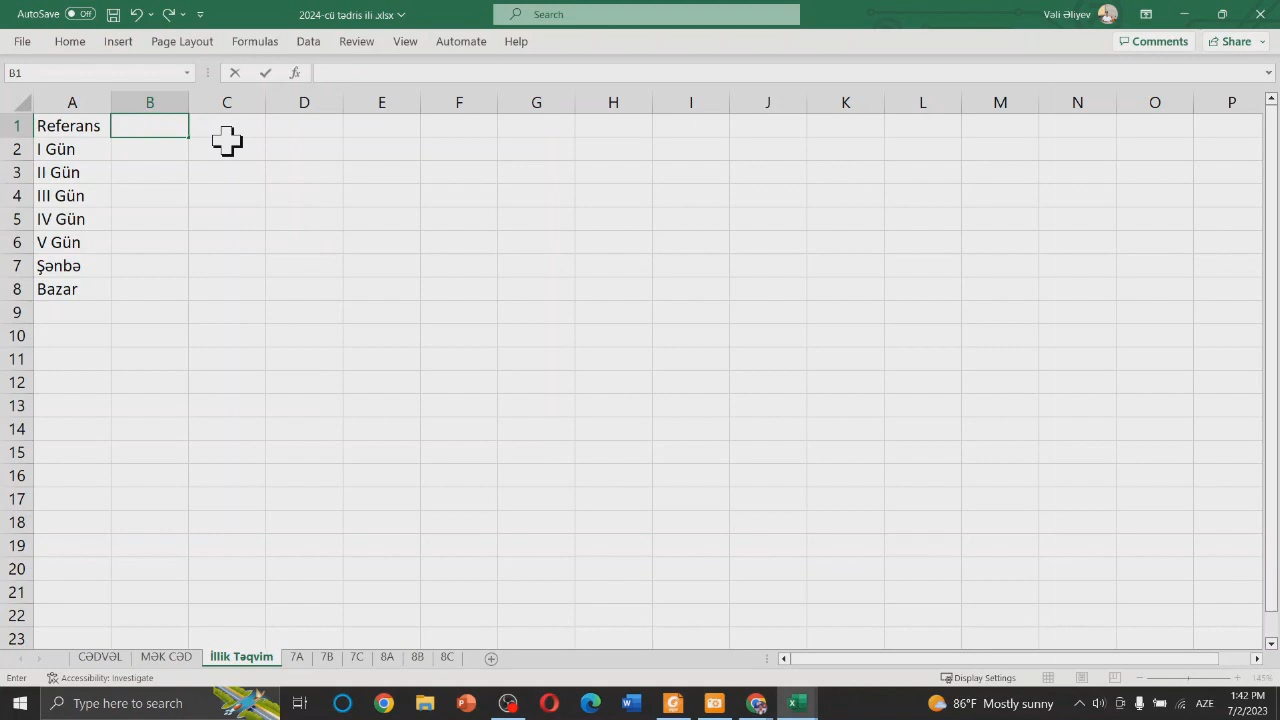 AutoSave Off 2024-cü tədris ili .xlsx Search Vəli Əliyev
File Home Insert Page Layout Formulas Data Review View Automate Help Comments Share
B1 fx
A B C D E F G H I J K L M N O P
1 Referans
2 I Gün
3 II Gün
4 III Gün
5 IV Gün
6 V Gün
7 Şənbə
8 Bazar
9
10
11
12
13
14
15
16
17
18
19
20
21
22
23
CƏDVƏL MƏK CƏD İllik Təqvim 7A 7B 7C 8A 8B 8C
Enter Accessibility: Investigate Display Settings 145%
Type here to search 86°F Mostly sunny AZE 1:42 PM
7/2/2023